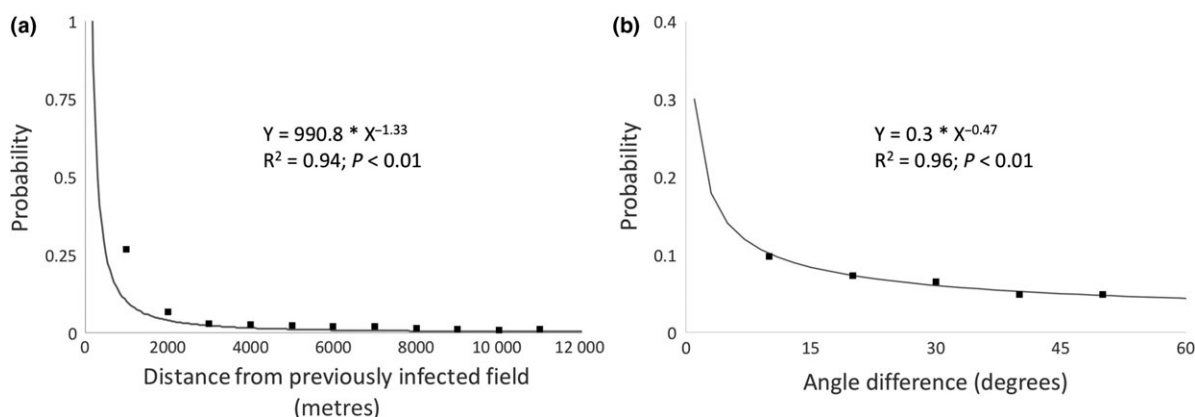 (a)
1
0.75
0.5
0.25
0
Probability
Y = 990.8 * X^–1.33
R² = 0.94; P < 0.01
0 2000 4000 6000 8000 10 000 12 000
Distance from previously infected field
(metres)
(b)
0.4
0.3
0.2
0.1
0
Probability
Y = 0.3 * X^–0.47
R² = 0.96; P < 0.01
0 15 30 45 60
Angle difference (degrees)